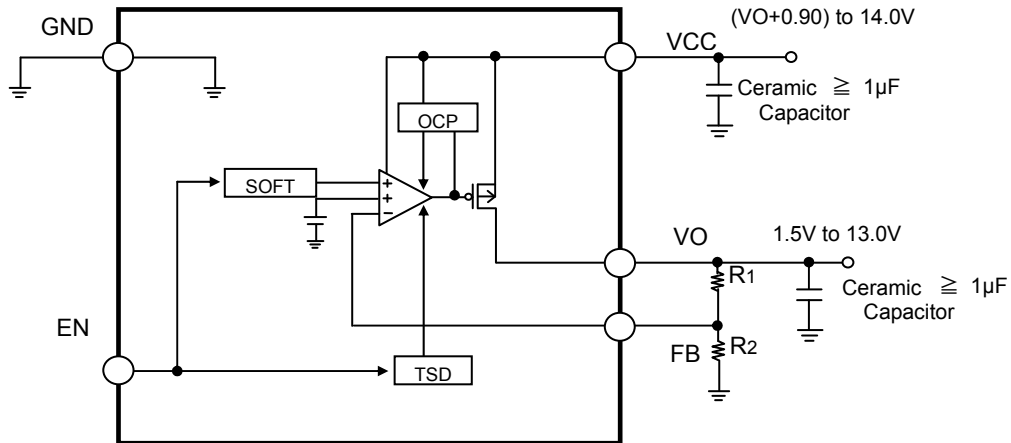 GND
(VO+0.90) to 14.0V
VCC
Ceramic ≧ 1µF
Capacitor
OCP
SOFT
+
+
−
VO
1.5V to 13.0V
R1
Ceramic ≧ 1µF
Capacitor
EN
FB
R2
TSD